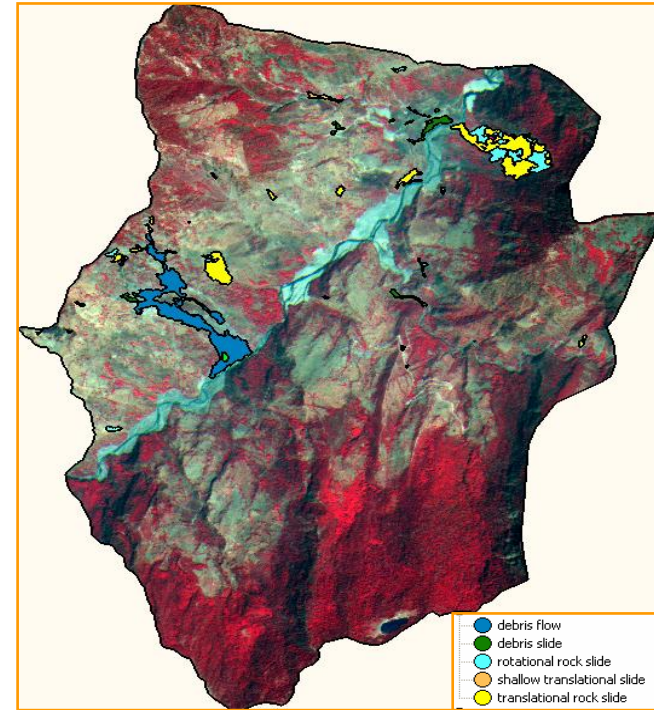 debris flow
debris slide
rotational rock slide
shallow translational slide
translational rock slide